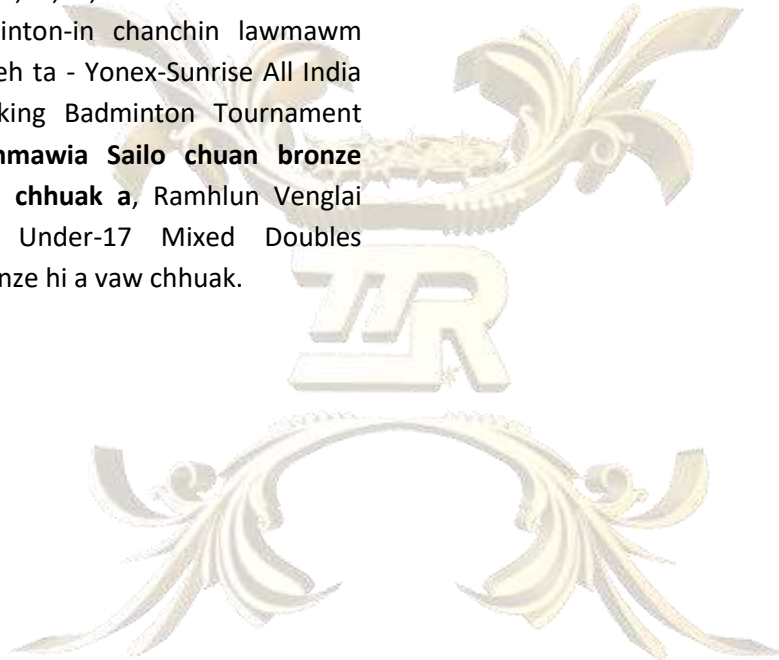 inton-in chanchin lawmawm
eh ta - Yonex-Sunrise All India
king Badminton Tournament
mawia Sailo chuan bronze
chhuak a, Ramhlun Venglai
Under-17 Mixed Doubles
nze hi a vaw chhuak.